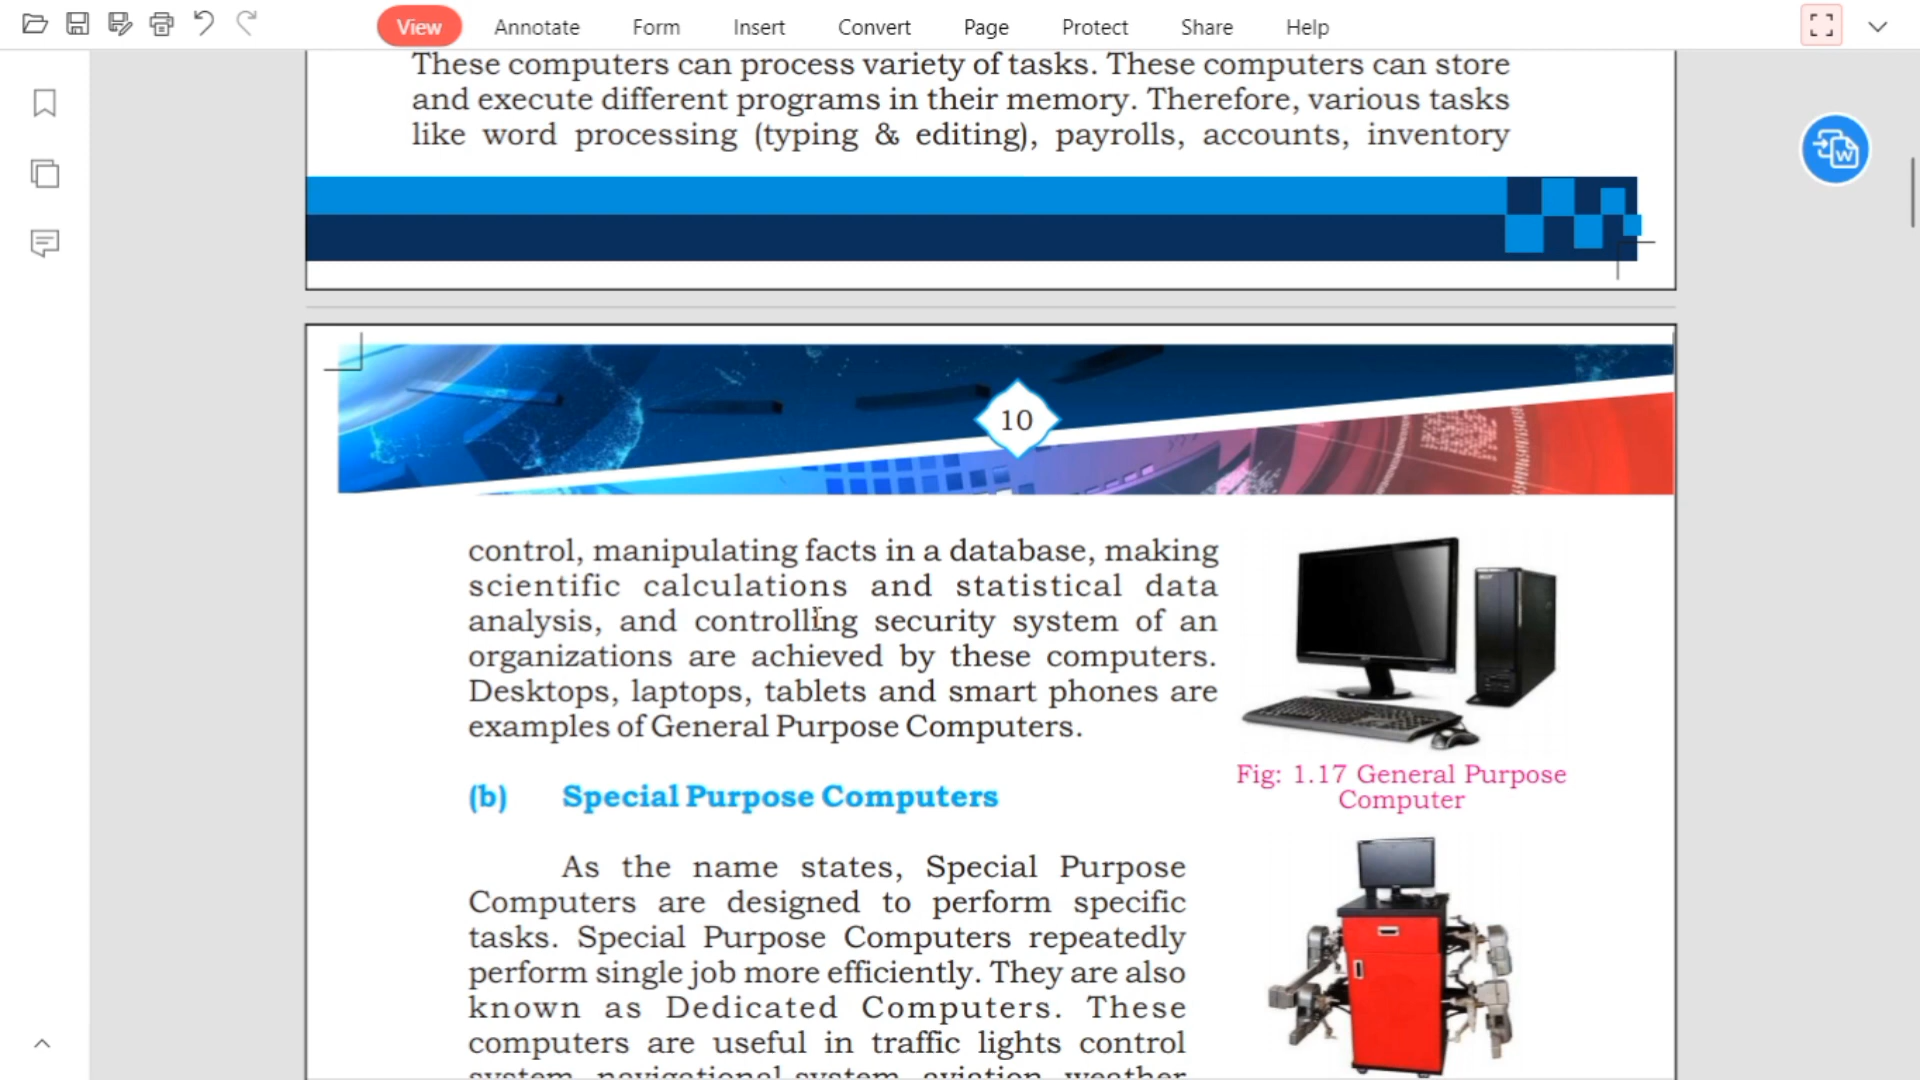 View Annotate Form Insert Convert Page Protect Share Help
These computers can process variety of tasks. These computers can store
and execute different programs in their memory. Therefore, various tasks
like word processing (typing & editing), payrolls, accounts, inventory
W
10
control, manipulating facts in a database, making
scientific calculations and statistical data
analysis, and controlling security system of an
organizations are achieved by these computers.
Desktops, laptops, tablets and smart phones are
examples of General Purpose Computers.
Fig: 1.17 General Purpose
Computer
(b) Special Purpose Computers
As the name states, Special Purpose
Computers are designed to perform specific
tasks. Special Purpose Computers repeatedly
perform single job more efficiently. They are also
known as Dedicated Computers. These
computers are useful in traffic lights control
system, navigational system, aviation, weather